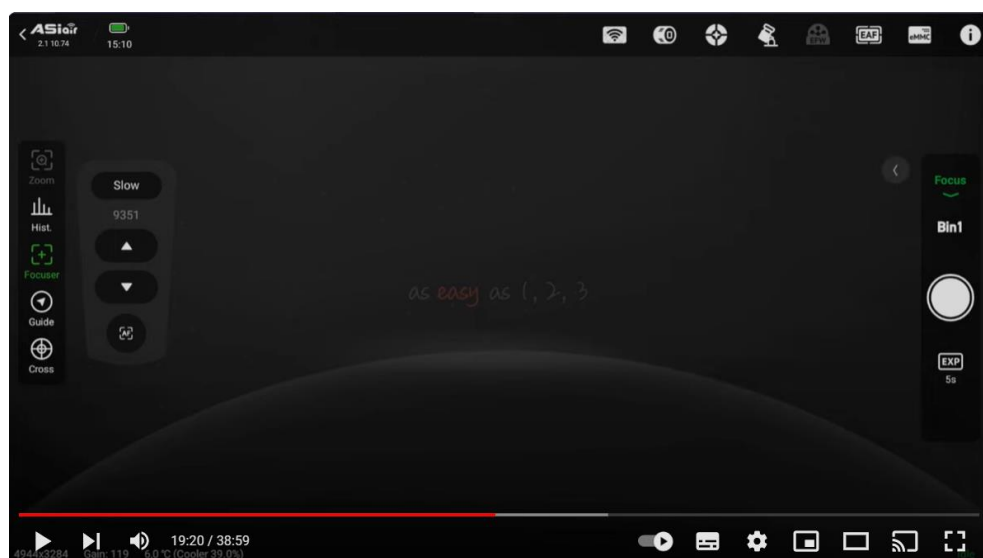 ASiair
2.1 10.74
15:10
EAF
eMMC
Zoom
Hist.
Focuser
Guide
Cross
Slow
9351
AF
as easy as 1, 2, 3
Focus
Bin1
EXP
5s
19:20 / 38:59
4944x3284 Gain: 119 6.0 °C (Cooler 39.0%)